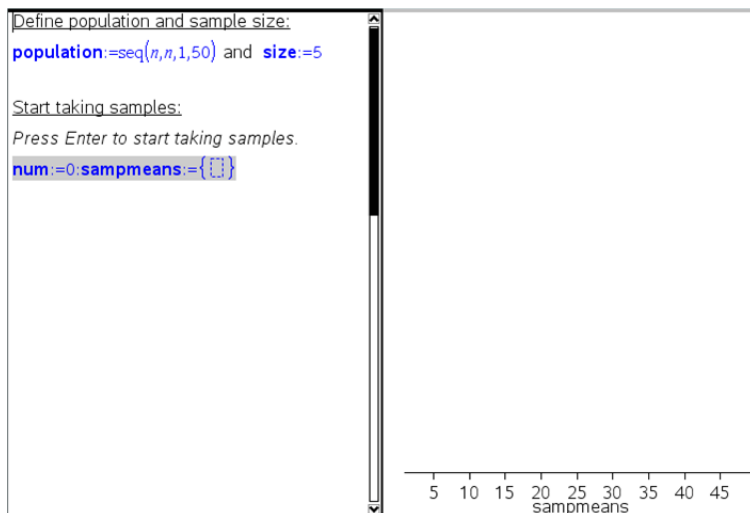 Define population and sample size:
population:=seq(n,n,1,50) and size:=5
Start taking samples:
Press Enter to start taking samples.
num:=0:sampmeans:={▯}
5 10 15 20 25 30 35 40 45
sampmeans